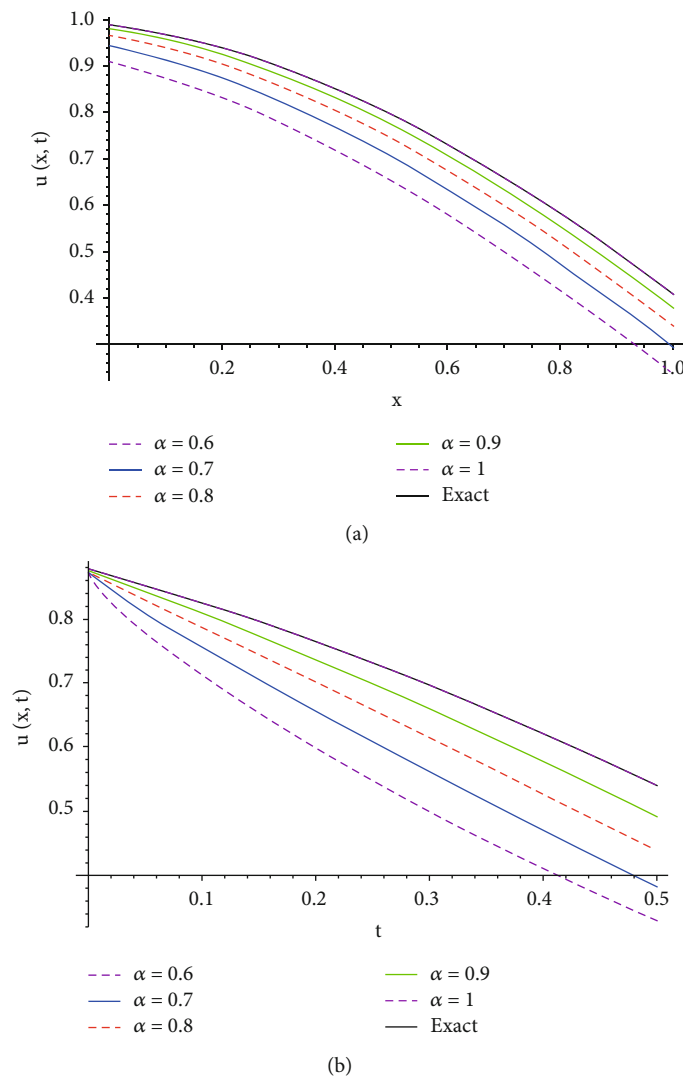 1.0
0.9
0.8
0.7
0.5
0.4
u (x, t)
0.2
0.4
0.6
0.8
1.0
x
α = 0.6
α = 0.9
α = 0.7
α = 1
α = 0.8
Exact
(a)
0.8
0.7
0.6
0.5
u (x, t)
0.1
0.2
0.3
0.4
0.5
t
α = 0.6
α = 0.9
α = 0.7
α = 1
α = 0.8
Exact
(b)